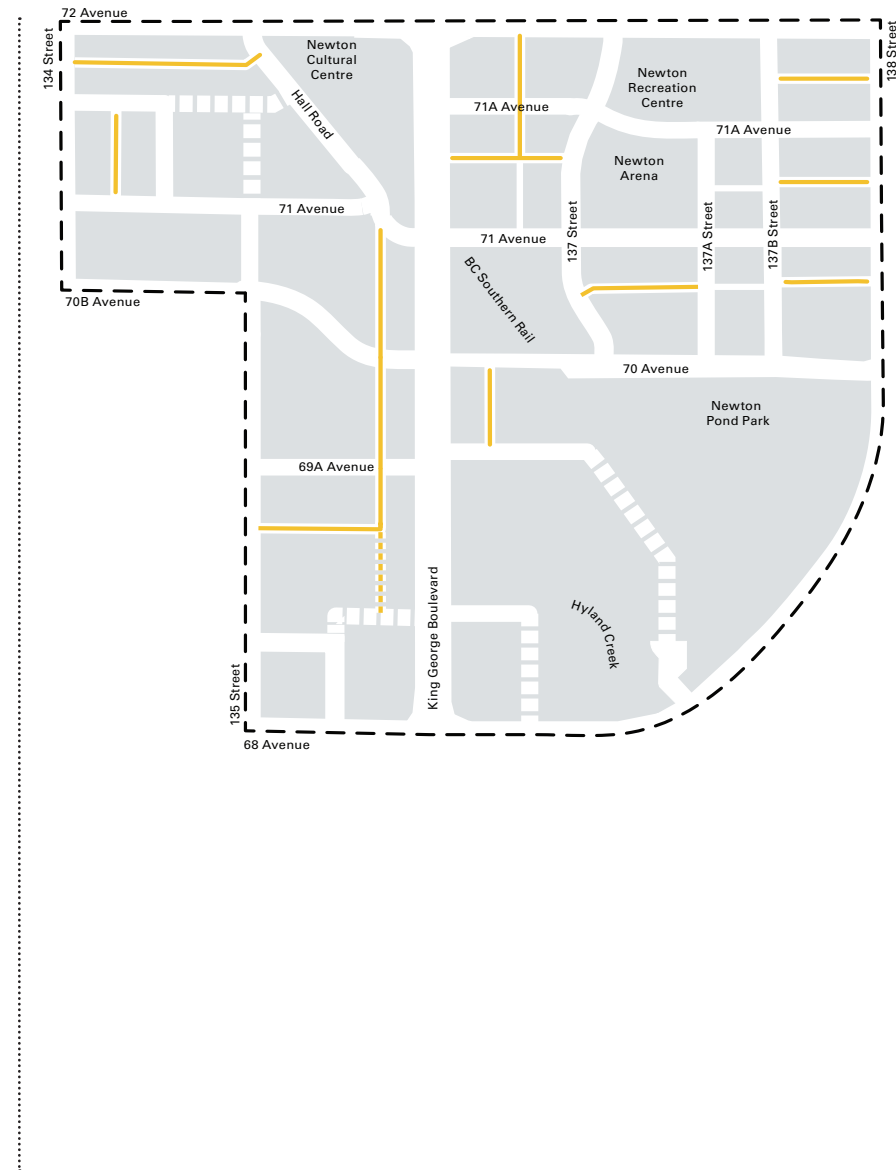 72 Avenue
134 Street
138 Street
Newton
Cultural
Centre
Newton
Recreation
Centre
Hall Road
71A Avenue
71A Avenue
Newton
Arena
71 Avenue
137 Street
137A Street
137B Street
71 Avenue
BC Southern Rail
70B Avenue
70 Avenue
Newton
Pond Park
69A Avenue
King George Boulevard
Hyland Creek
135 Street
68 Avenue